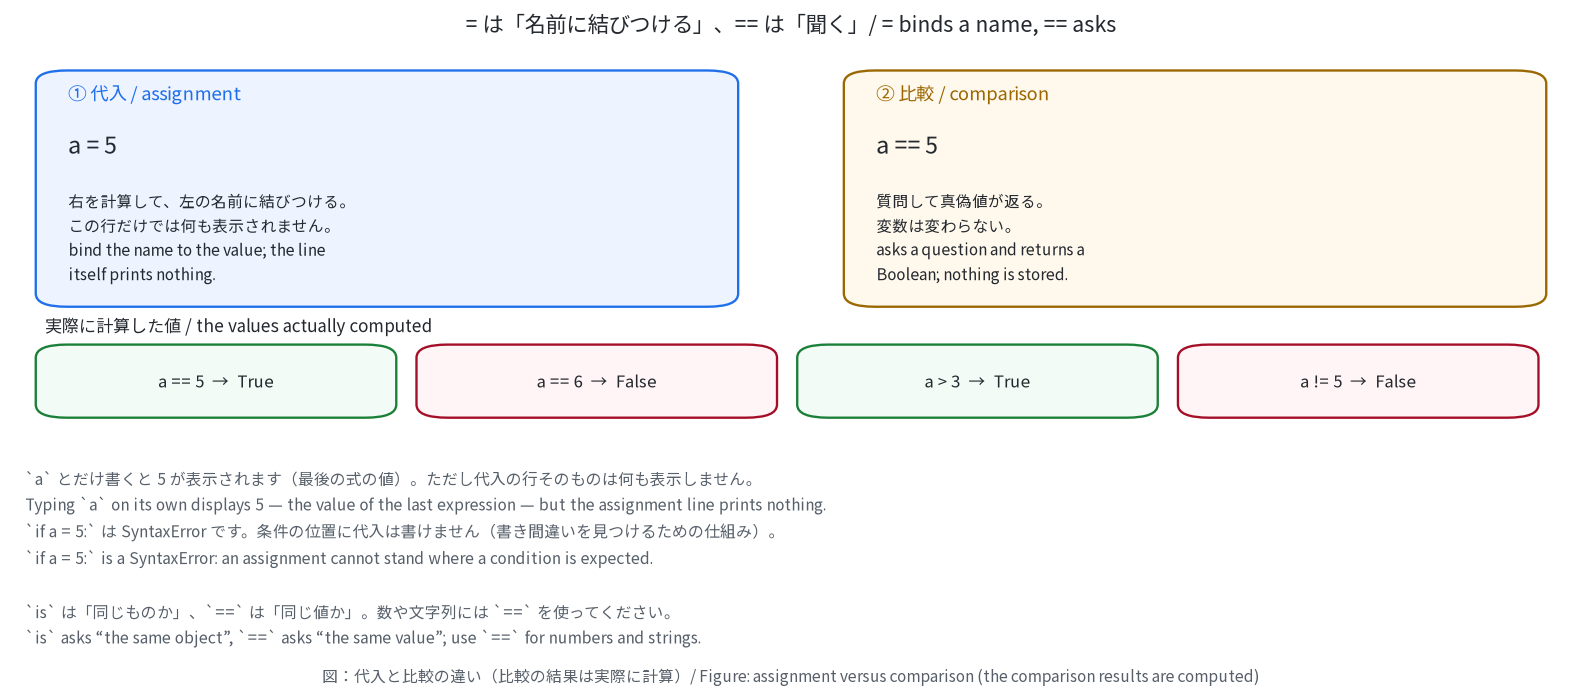 = は「名前に結びつける」、== は「聞く」/ = binds a name, == asks
① 代入 / assignment
a = 5
右を計算して、左の名前に結びつける。
この行だけでは何も表示されません。
bind the name to the value; the line
itself prints nothing.
② 比較 / comparison
a == 5
質問して真偽値が返る。
変数は変わらない。
asks a question and returns a
Boolean; nothing is stored.
実際に計算した値 / the values actually computed
a == 5 → True
a == 6 → False
a > 3 → True
a != 5 → False
`a` とだけ書くと 5 が表示されます（最後の式の値）。ただし代入の行そのものは何も表示しません。
Typing `a` on its own displays 5 — the value of the last expression — but the assignment line prints nothing.
`if a = 5:` は SyntaxError です。条件の位置に代入は書けません（書き間違いを見つけるための仕組み）。
`if a = 5:` is a SyntaxError: an assignment cannot stand where a condition is expected.
`is` は「同じものか」、`==` は「同じ値か」。数や文字列には `==` を使ってください。
`is` asks “the same object”, `==` asks “the same value”; use `==` for numbers and strings.
図：代入と比較の違い（比較の結果は実際に計算）/ Figure: assignment versus comparison (the comparison results are computed)